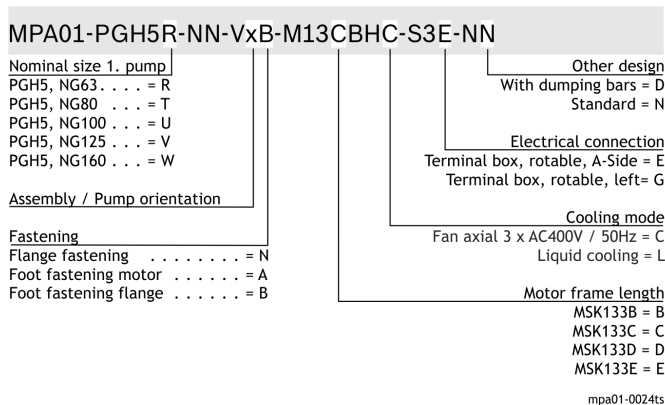 MPA01-PGH5R-NN-VxB-M13CBHC-S3E-NN
Nominal size 1. pump
PGH5, NG63. . . . = R
PGH5, NG80 . . . = T
PGH5, NG100 . . . = U
PGH5, NG125 . . . = V
PGH5, NG160 . . . = W
Assembly / Pump orientation
Fastening
Flange fastening . . . . . . . . = N
Foot fastening motor . . . . . . = A
Foot fastening flange . . . . . . = B
Other design
With dumping bars = D
Standard = N
Electrical connection
Terminal box, rotable, A-Side = E
Terminal box, rotable, left= G
Cooling mode
Fan axial 3 x AC400V / 50Hz = C
Liquid cooling = L
Motor frame length
MSK133B = B
MSK133C = C
MSK133D = D
MSK133E = E
mpa01-0024ts